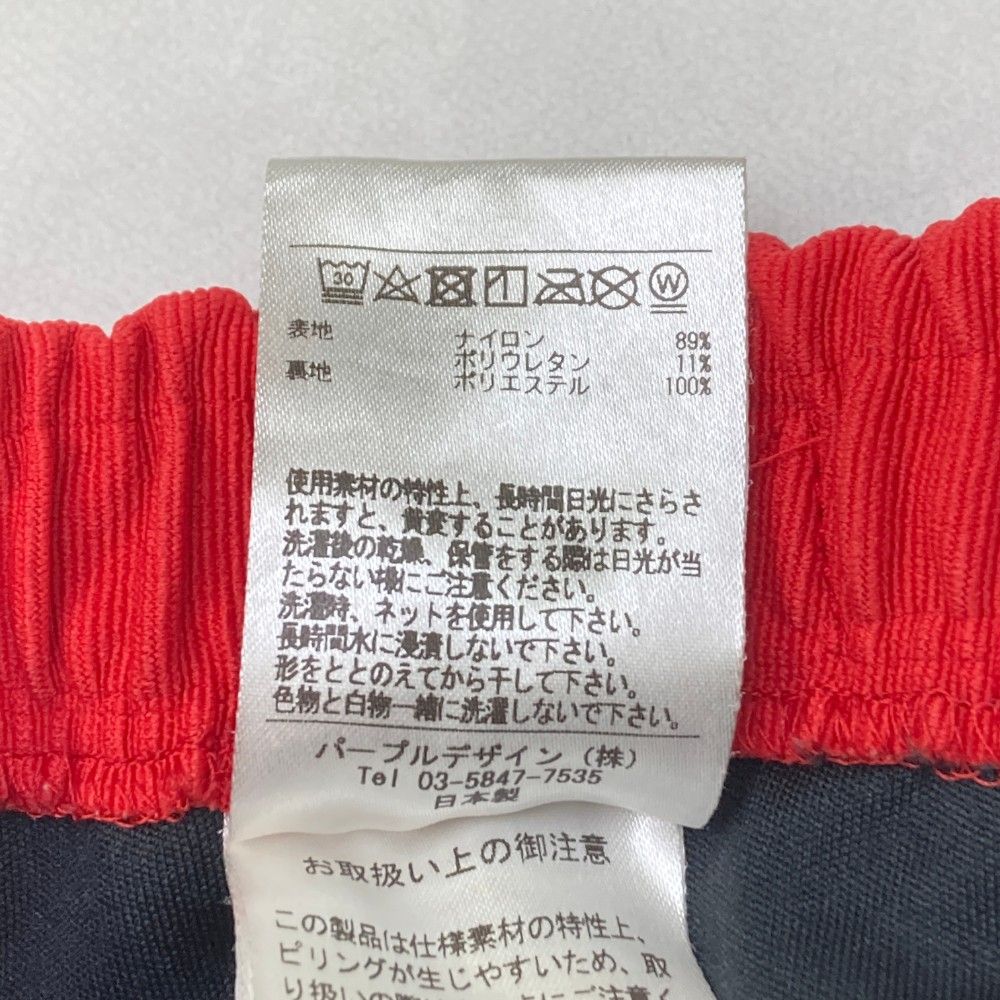 30 W
表地 ナイロン 89%
ポリウレタン 11%
裏地 ポリエステル 100%
使用素材の特性上、長時間日光にさらさ
れますと、黄変することがあります。
洗濯後の乾燥、保管をする際は日光が当
たらない様にご注意ください。
洗濯時、ネットを使用して下さい。
長時間水に浸漬しないで下さい。
形をととのえてから干して下さい。
色物と白物一緒に洗濯しないで下さい。
パープルデザイン(株)
Tel 03-5847-7535
日本製
お取扱い上の御注意
この製品は仕様素材の特性上、
ピリングが生じやすいため、取
り扱いの際